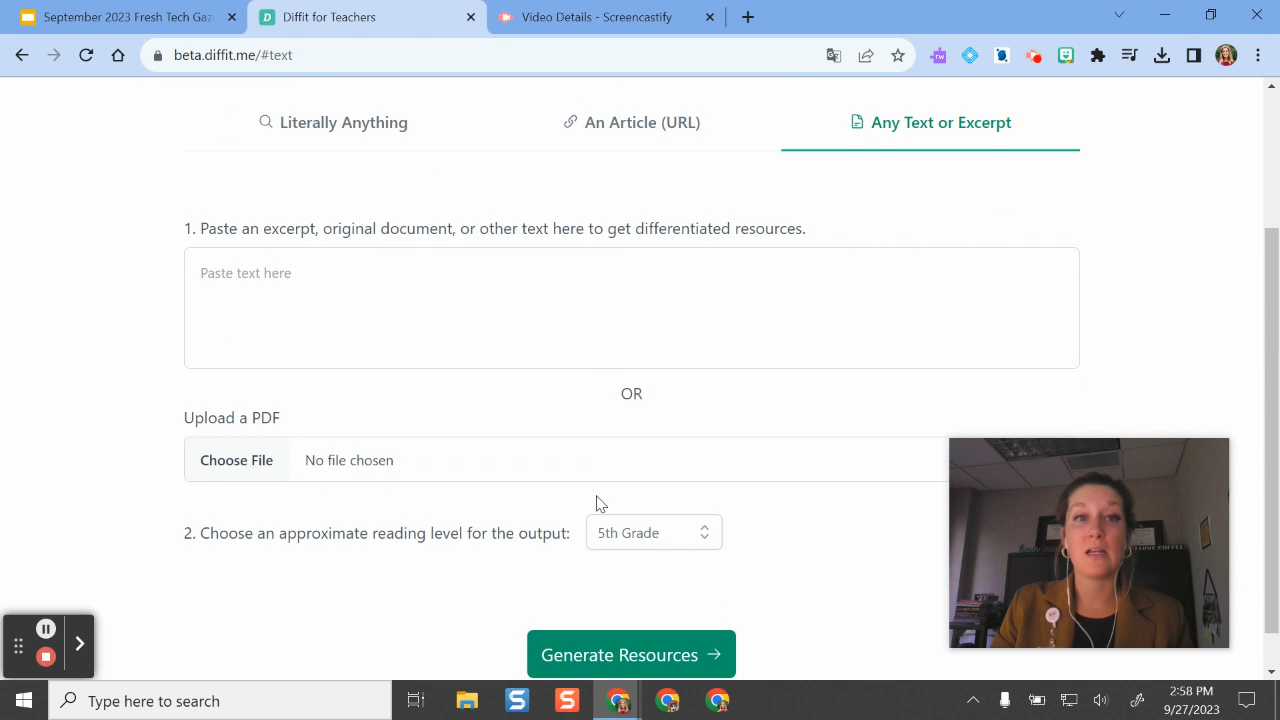 September 2023 Fresh Tech Gaz
Diffit for Teachers
Video Details - Screencastify
beta.diffit.me/#text
Literally Anything
An Article (URL)
Any Text or Excerpt
1. Paste an excerpt, original document, or other text here to get differentiated resources.
Paste text here
OR
Upload a PDF
Choose File No file chosen
2. Choose an approximate reading level for the output: 5th Grade
Generate Resources →
Type here to search
2:58 PM
9/27/2023